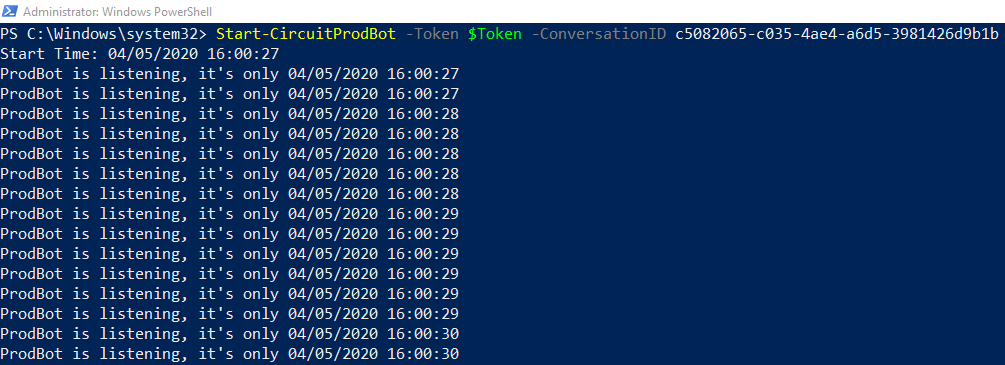 Administrator: Windows PowerShell
PS C:\Windows\system32> Start-CircuitProdBot -Token $Token -ConversationID c5082065-c035-4ae4-a6d5-3981426d9b1b
Start Time: 04/05/2020 16:00:27
ProdBot is listening, it's only 04/05/2020 16:00:27
ProdBot is listening, it's only 04/05/2020 16:00:27
ProdBot is listening, it's only 04/05/2020 16:00:28
ProdBot is listening, it's only 04/05/2020 16:00:28
ProdBot is listening, it's only 04/05/2020 16:00:28
ProdBot is listening, it's only 04/05/2020 16:00:28
ProdBot is listening, it's only 04/05/2020 16:00:28
ProdBot is listening, it's only 04/05/2020 16:00:29
ProdBot is listening, it's only 04/05/2020 16:00:29
ProdBot is listening, it's only 04/05/2020 16:00:29
ProdBot is listening, it's only 04/05/2020 16:00:29
ProdBot is listening, it's only 04/05/2020 16:00:29
ProdBot is listening, it's only 04/05/2020 16:00:29
ProdBot is listening, it's only 04/05/2020 16:00:30
ProdBot is listening, it's only 04/05/2020 16:00:30